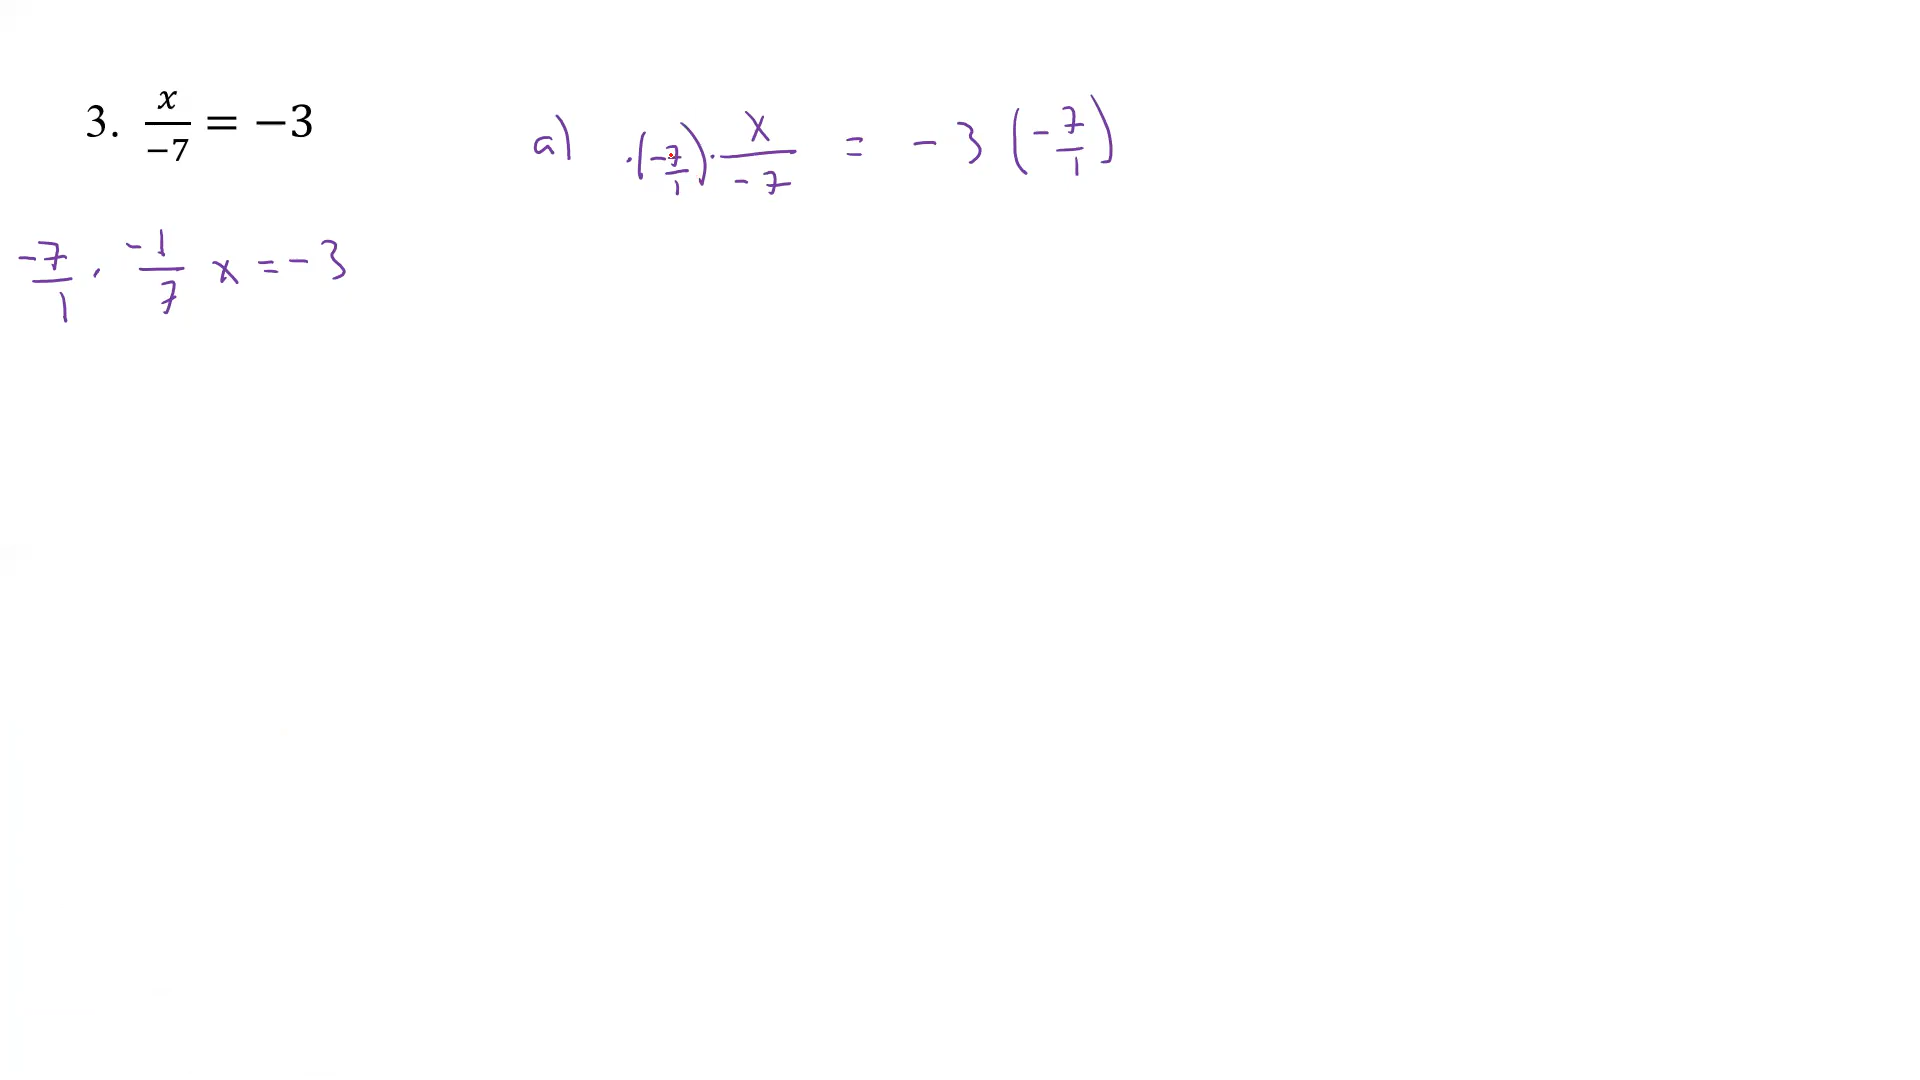 3. x/-7 = -3
a) ·(-7/1)·x/-7 = -3(-7/1)
-7/1 · -1/7 x = -3